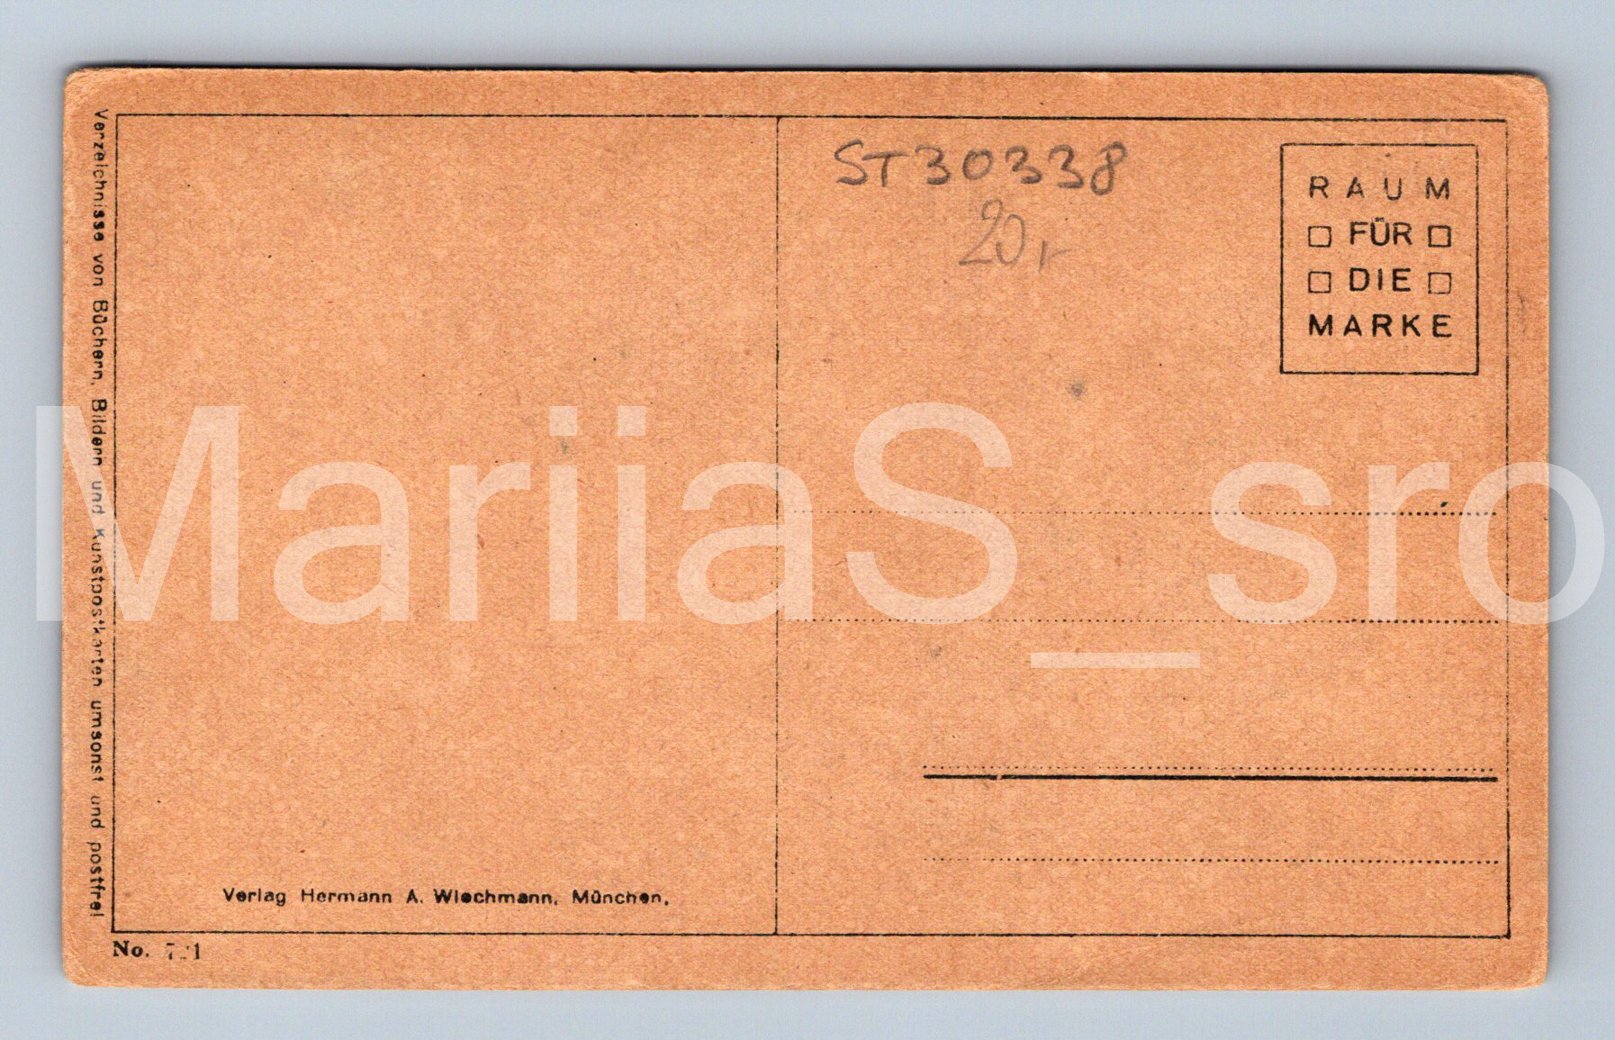 Verzeichnisse von Büchern, Bildern und Kunstpostkarten umsonst und postfrei
ST30338
20
RAUM
FÜR
DIE
MARKE
MariiaS_sro
Verlag Hermann A. Wiechmann, München,
No.